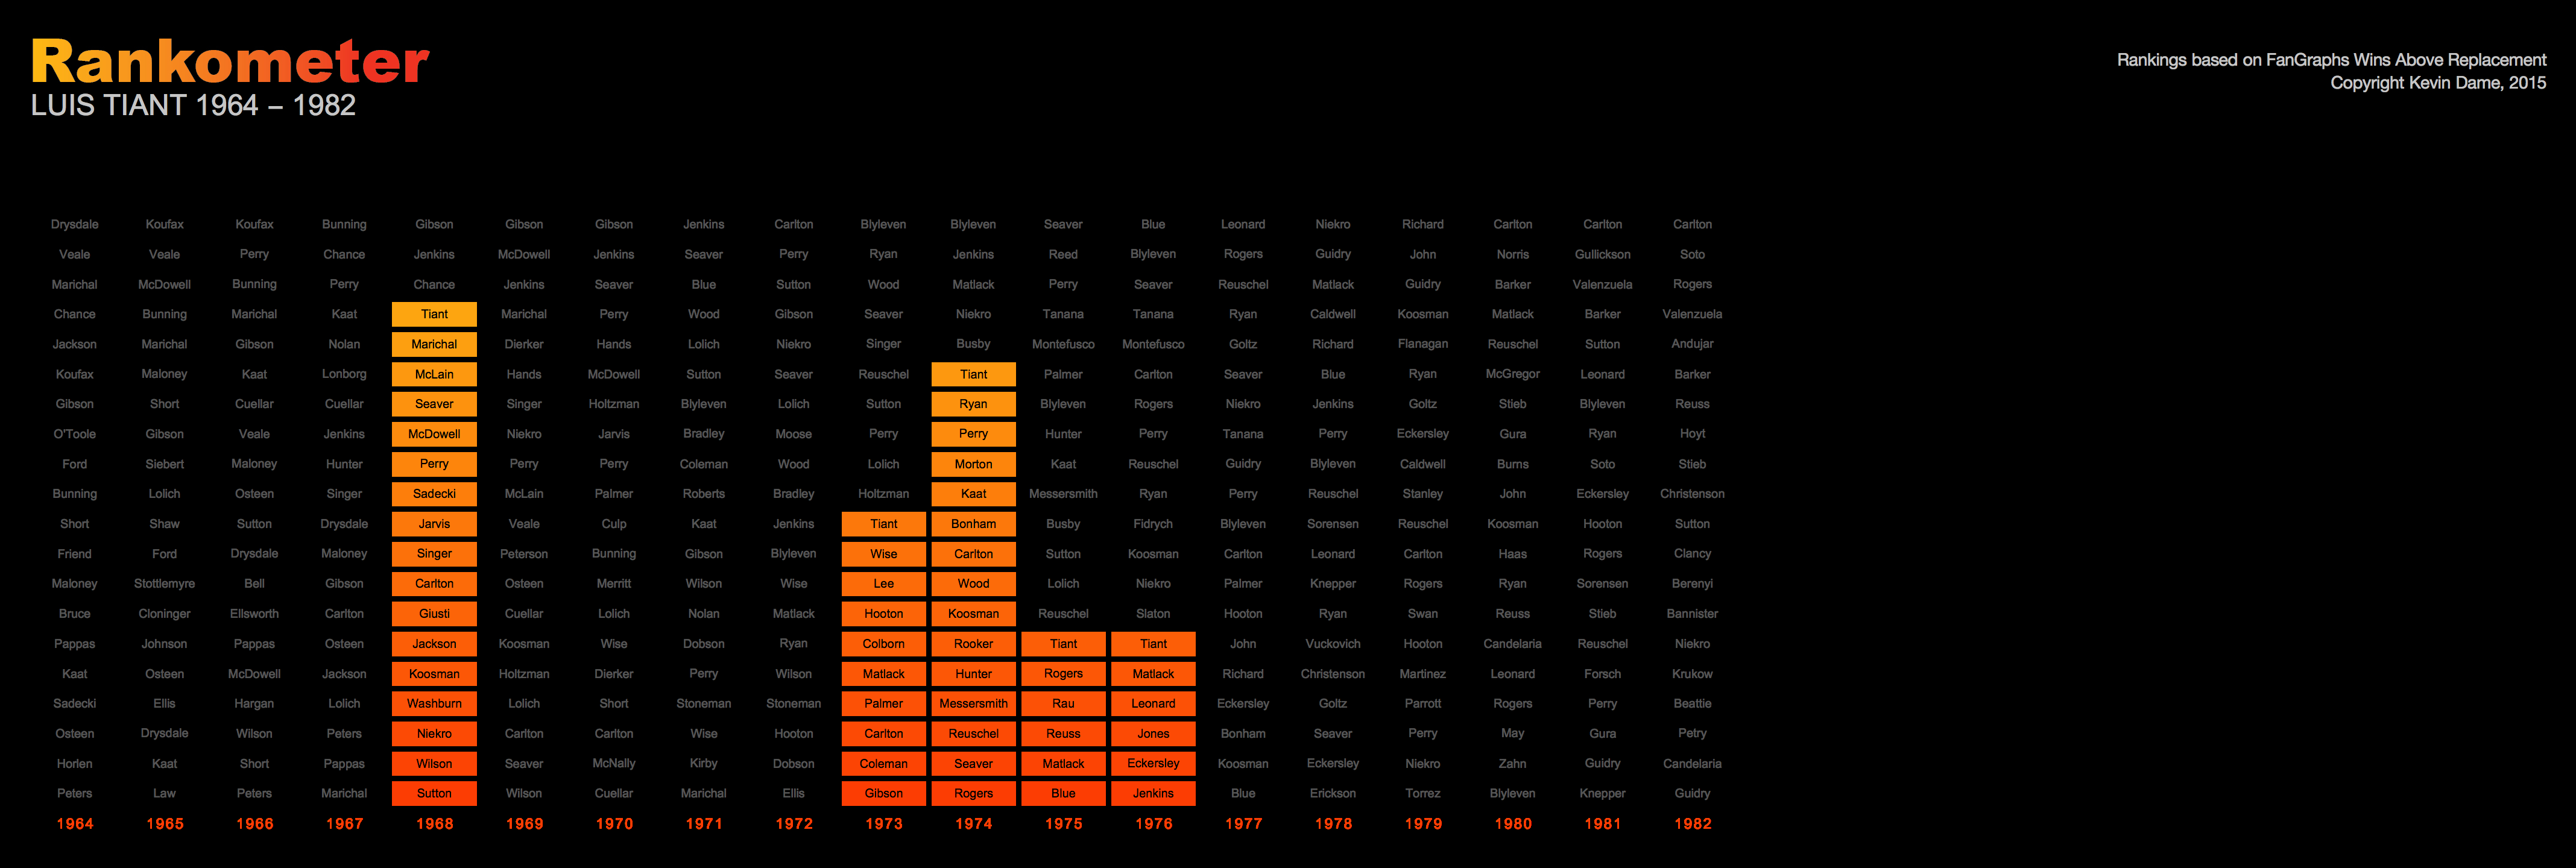 Rankometer
LUIS TIANT 1964 – 1982
Rankings based on FanGraphs Wins Above Replacement
Copyright Kevin Dame, 2015
Drysdale Koufax Koufax Bunning Gibson Gibson Gibson Jenkins Carlton Blyleven Blyleven Seaver Blue Leonard Niekro Richard Carlton Carlton Carlton
Veale Veale Perry Chance Jenkins McDowell Jenkins Seaver Perry Ryan Jenkins Reed Blyleven Rogers Guidry John Norris Gullickson Soto
Marichal McDowell Bunning Perry Chance Jenkins Seaver Blue Sutton Wood Matlack Perry Seaver Reuschel Matlack Guidry Barker Valenzuela Rogers
Chance Bunning Marichal Kaat Tiant Marichal Perry Wood Gibson Seaver Niekro Tanana Tanana Ryan Caldwell Koosman Matlack Barker Valenzuela
Jackson Marichal Gibson Nolan Marichal Dierker Hands Lolich Niekro Singer Busby Montefusco Montefusco Goltz Richard Flanagan Reuschel Sutton Andujar
Koufax Maloney Kaat Lonborg McLain Hands McDowell Sutton Seaver Reuschel Tiant Palmer Carlton Seaver Blue Ryan McGregor Leonard Barker
Gibson Short Cuellar Cuellar Seaver Singer Holtzman Blyleven Lolich Sutton Ryan Blyleven Rogers Niekro Jenkins Goltz Stieb Blyleven Reuss
O'Toole Gibson Veale Jenkins McDowell Niekro Jarvis Bradley Moose Perry Perry Hunter Perry Tanana Perry Eckersley Gura Ryan Hoyt
Ford Siebert Maloney Hunter Perry Perry Perry Coleman Wood Lolich Morton Kaat Reuschel Guidry Blyleven Caldwell Burns Soto Stieb
Bunning Lolich Osteen Singer Sadecki McLain Palmer Roberts Bradley Holtzman Kaat Messersmith Ryan Perry Reuschel Stanley John Eckersley Christenson
Short Shaw Sutton Drysdale Jarvis Veale Culp Kaat Jenkins Tiant Bonham Busby Fidrych Blyleven Sorensen Reuschel Koosman Hooton Sutton
Friend Ford Drysdale Maloney Singer Peterson Bunning Gibson Blyleven Wise Carlton Sutton Koosman Carlton Leonard Carlton Haas Rogers Clancy
Maloney Stottlemyre Bell Gibson Carlton Osteen Merritt Wilson Wise Lee Wood Lolich Niekro Palmer Knepper Rogers Ryan Sorensen Berenyi
Bruce Cloninger Ellsworth Carlton Giusti Cuellar Lolich Nolan Matlack Hooton Koosman Reuschel Slaton Hooton Ryan Swan Reuss Stieb Bannister
Pappas Johnson Pappas Osteen Jackson Koosman Wise Dobson Ryan Colborn Rooker Tiant Tiant John Vuckovich Hooton Candelaria Reuschel Niekro
Kaat Osteen McDowell Jackson Koosman Holtzman Dierker Perry Wilson Matlack Hunter Rogers Matlack Richard Christenson Martinez Leonard Forsch Krukow
Sadecki Ellis Hargan Lolich Washburn Lolich Short Stoneman Stoneman Palmer Messersmith Rau Leonard Eckersley Goltz Parrott Rogers Perry Beattie
Osteen Drysdale Wilson Peters Niekro Carlton Carlton Wise Hooton Carlton Reuschel Reuss Jones Bonham Seaver Perry May Gura Petry
Horlen Kaat Short Pappas Wilson Seaver McNally Kirby Dobson Coleman Seaver Matlack Eckersley Koosman Eckersley Niekro Zahn Guidry Candelaria
Peters Law Peters Marichal Sutton Wilson Cuellar Marichal Ellis Gibson Rogers Blue Jenkins Blue Erickson Torrez Blyleven Knepper Guidry
1964 1965 1966 1967 1968 1969 1970 1971 1972 1973 1974 1975 1976 1977 1978 1979 1980 1981 1982